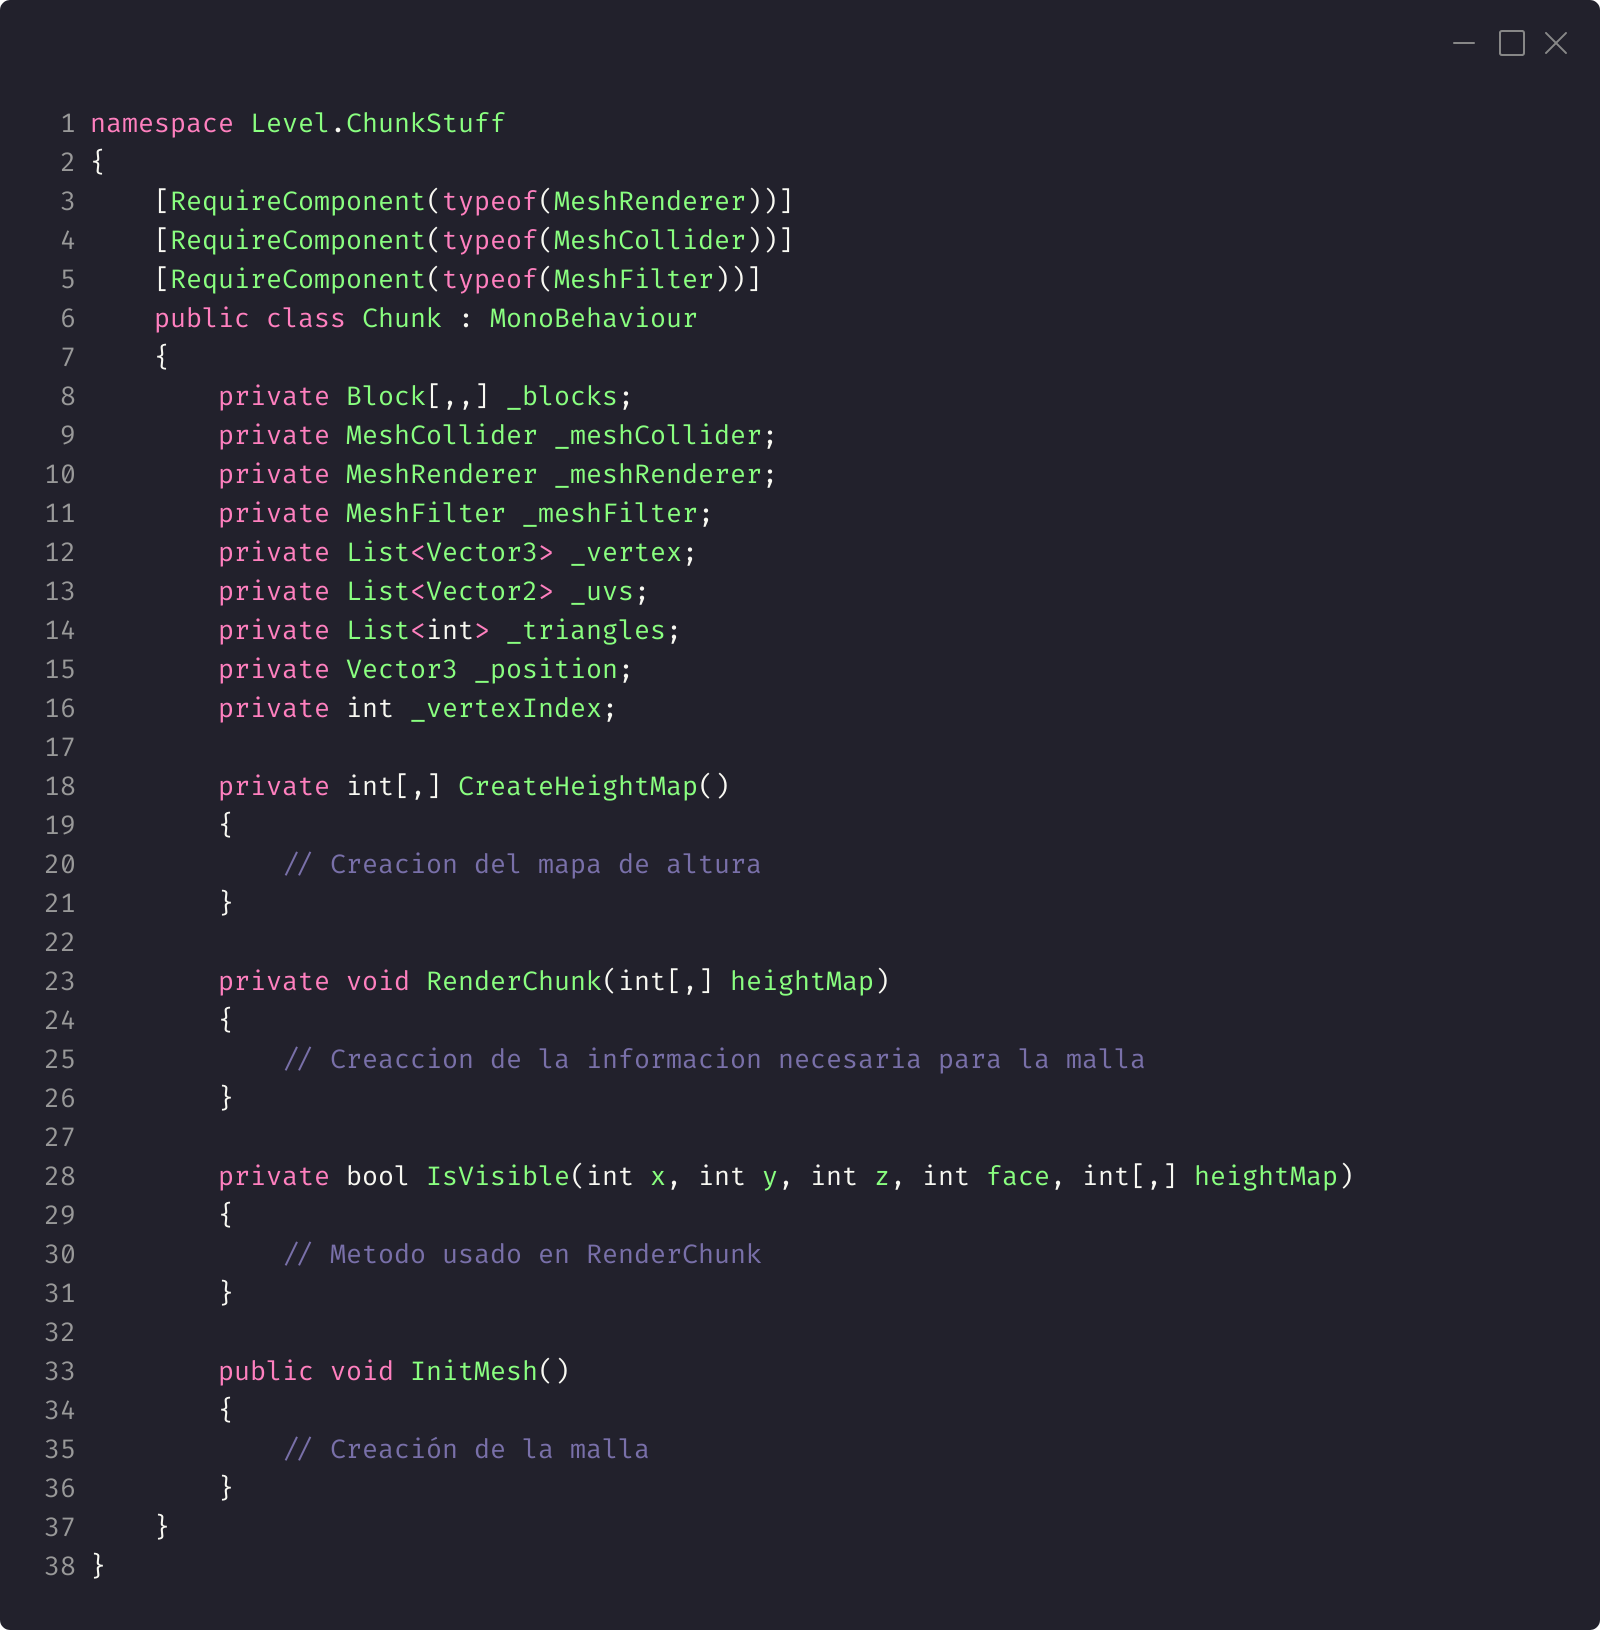 1 namespace Level.ChunkStuff
2 {
3     [RequireComponent(typeof(MeshRenderer))]
4     [RequireComponent(typeof(MeshCollider))]
5     [RequireComponent(typeof(MeshFilter))]
6     public class Chunk : MonoBehaviour
7     {
8         private Block[,,] _blocks;
9         private MeshCollider _meshCollider;
10         private MeshRenderer _meshRenderer;
11         private MeshFilter _meshFilter;
12         private List<Vector3> _vertex;
13         private List<Vector2> _uvs;
14         private List<int> _triangles;
15         private Vector3 _position;
16         private int _vertexIndex;
17
18         private int[,] CreateHeightMap()
19         {
20             // Creacion del mapa de altura
21         }
22
23         private void RenderChunk(int[,] heightMap)
24         {
25             // Creaccion de la informacion necesaria para la malla
26         }
27
28         private bool IsVisible(int x, int y, int z, int face, int[,] heightMap)
29         {
30             // Metodo usado en RenderChunk
31         }
32
33         public void InitMesh()
34         {
35             // Creación de la malla
36         }
37     }
38 }